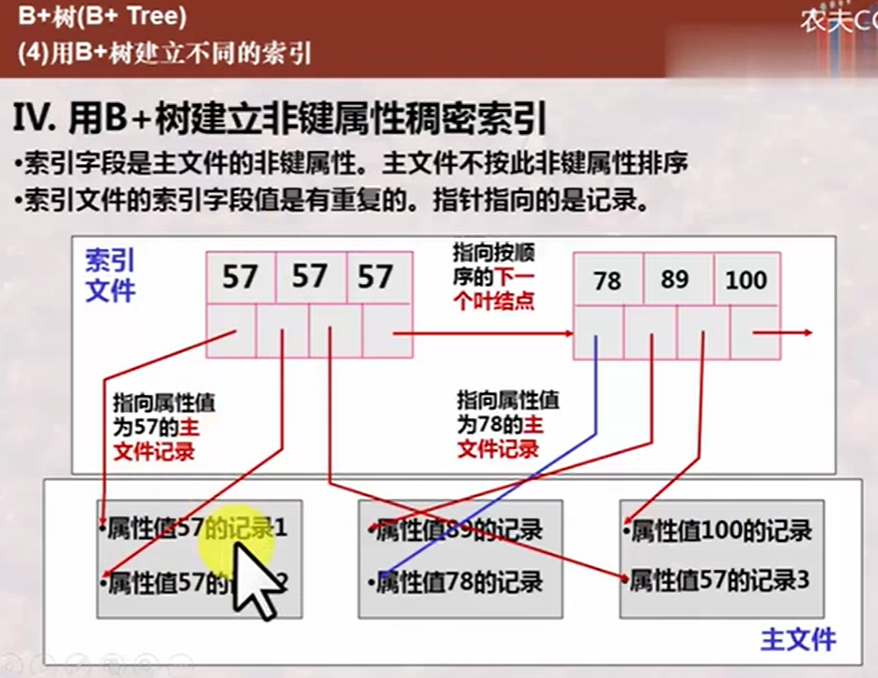 B+树(B+ Tree)
农夫CO
(4)用B+树建立不同的索引
IV. 用B+树建立非键属性稠密索引
•索引字段是主文件的非键属性。主文件不按此非键属性排序
•索引文件的索引字段值是有重复的。指针指向的是记录。
索引
文件
57 57 57
指向按顺
序的下一
个叶结点
78 89 100
指向属性值
为57的主
文件记录
指向属性值
为78的主
文件记录
•属性值57的记录1
•属性值57的 2
•属性值89的记录
•属性值78的记录
•属性值100的记录
•属性值57的记录3
主文件